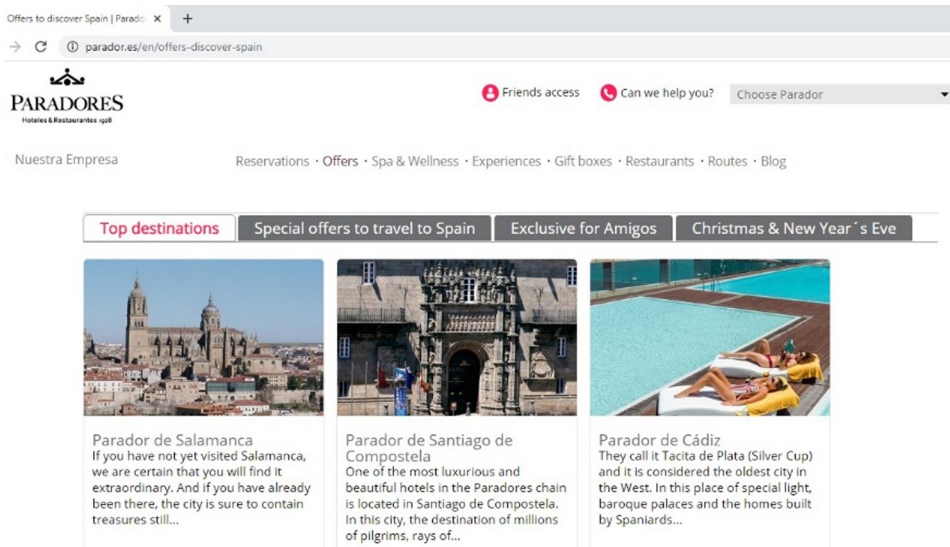 Offers to discover Spain | Parado
parador.es/en/offers-discover-spain
PARADORES
Hoteles & Restaurantes 1928
Friends access
Can we help you?
Choose Parador
Nuestra Empresa
Reservations · Offers · Spa & Wellness · Experiences · Gift boxes · Restaurants · Routes · Blog
Top destinations
Special offers to travel to Spain
Exclusive for Amigos
Christmas & New Year´s Eve
Parador de Salamanca
If you have not yet visited Salamanca,
we are certain that you will find it
extraordinary. And if you have already
been there, the city is sure to contain
treasures still...
Parador de Santiago de
Compostela
One of the most luxurious and
beautiful hotels in the Paradores chain
is located in Santiago de Compostela.
In this city, the destination of millions
of pilgrims, rays of...
Parador de Cádiz
They call it Tacita de Plata (Silver Cup)
and it is considered the oldest city in
the West. In this place of special light,
baroque palaces and the homes built
by Spaniards...